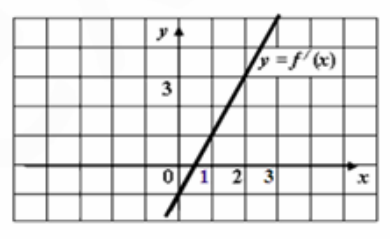 y
y = f′(x)
3
0 1 2 3 x